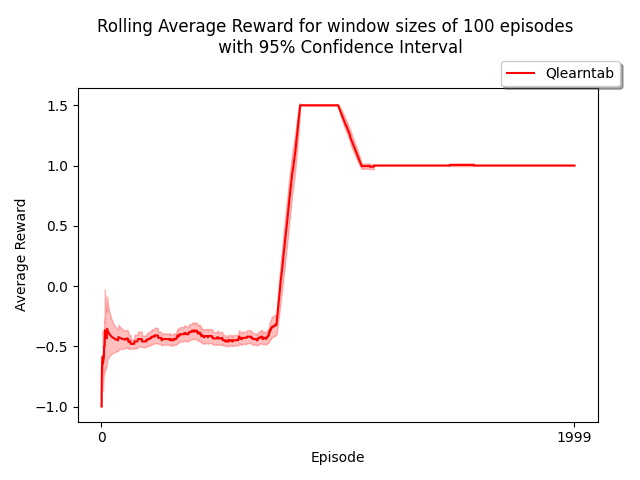 Rolling Average Reward for window sizes of 100 episodes
with 95% Confidence Interval
Qlearntab
1.5
1.0
0.5
0.0
−0.5
−1.0
Average Reward
0
1999
Episode